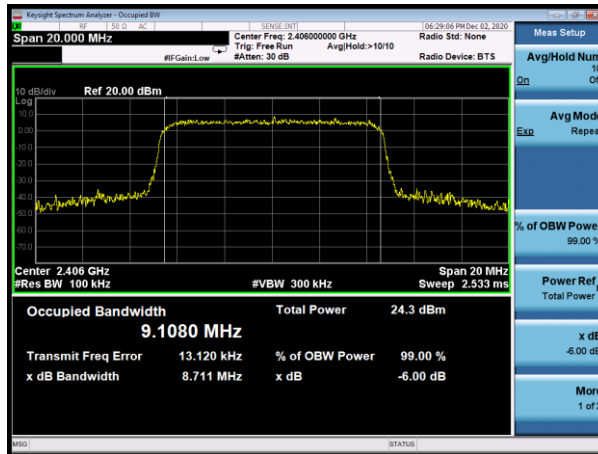 Keysight Spectrum Analyzer - Occupied BW
RF 50 Ω AC SENSE:INT 06:29:06 PM Dec 02, 2020
Span 20.000 MHz
Center Freq: 2.406000000 GHz
Radio Std: None
Trig: Free Run Avg|Hold:>10/10
#IFGain:Low #Atten: 30 dB Radio Device: BTS
10 dB/div Ref 20.00 dBm
Log
10.0
0.00
-10.0
-20.0
-30.0
-40.0
-50.0
-60.0
-70.0
Center 2.406 GHz Span 20 MHz
#Res BW 100 kHz #VBW 300 kHz Sweep 2.533 ms
Occupied Bandwidth Total Power 24.3 dBm
9.1080 MHz
Transmit Freq Error 13.120 kHz % of OBW Power 99.00 %
x dB Bandwidth 8.711 MHz x dB -6.00 dB
MSG STATUS
Meas Setup
Avg/Hold Num
10
On Of
Avg Mode
Exp Repea
% of OBW Power
99.00 %
Power Ref
Total Power
x dB
-6.00 dB
More
1 of 2